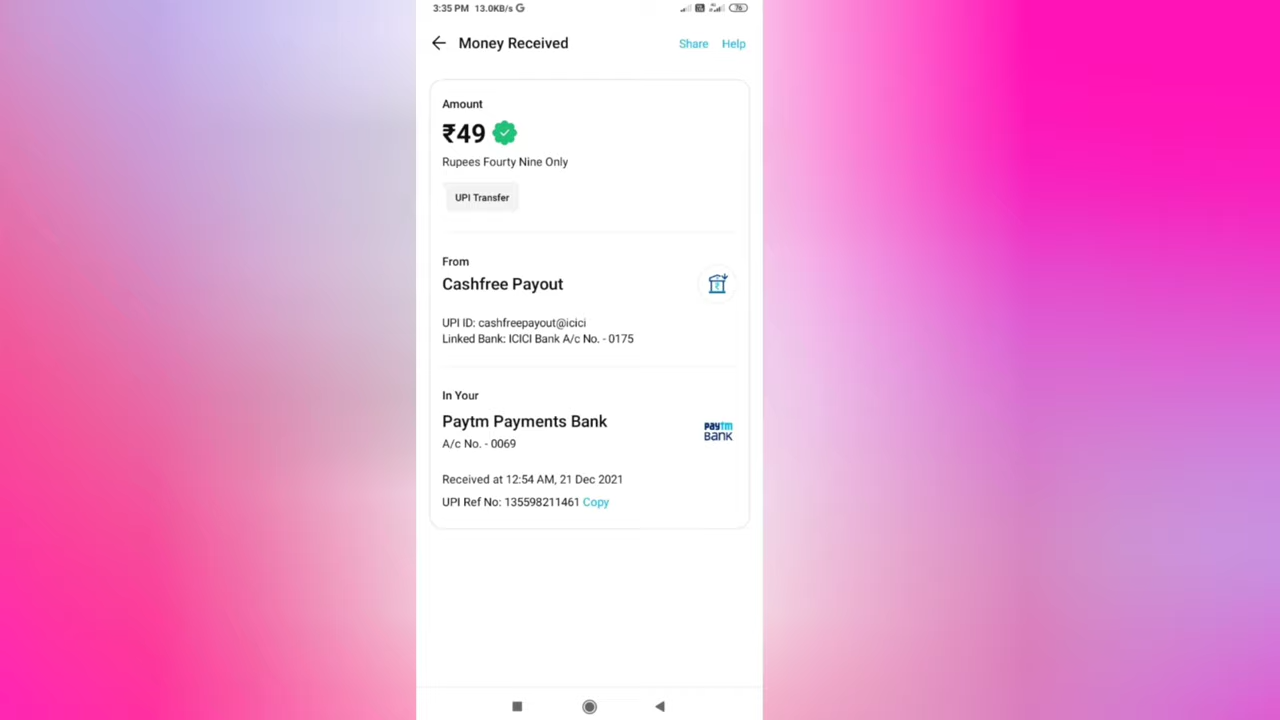 3:35 PM 13.0KB/s G
76
Money Received
Share Help
Amount
₹49
Rupees Fourty Nine Only
UPI Transfer
From
Cashfree Payout
UPI ID: cashfreepayout@icici
Linked Bank: ICICI Bank A/c No. - 0175
In Your
Paytm Payments Bank
paytm
BANK
A/c No. - 0069
Received at 12:54 AM, 21 Dec 2021
UPI Ref No: 135598211461 Copy